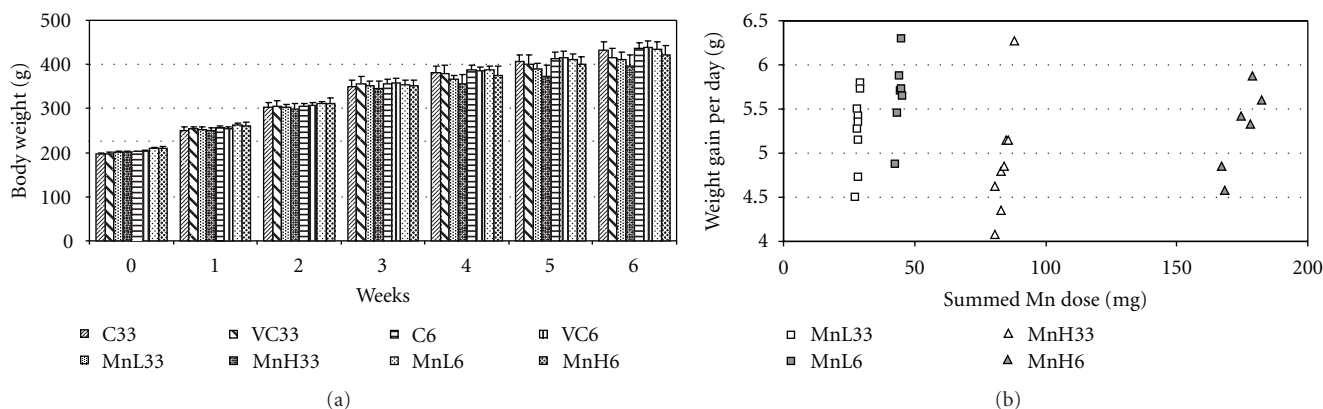 500
400
300
200
100
0
Body weight (g)
0 1 2 3 4 5 6
Weeks
C33 VC33 C6 VC6
MnL33 MnH33 MnL6 MnH6
(a)
6.5
6
5.5
5
4.5
4
Weight gain per day (g)
0 50 100 150 200
Summed Mn dose (mg)
MnL33 MnH33
MnL6 MnH6
(b)